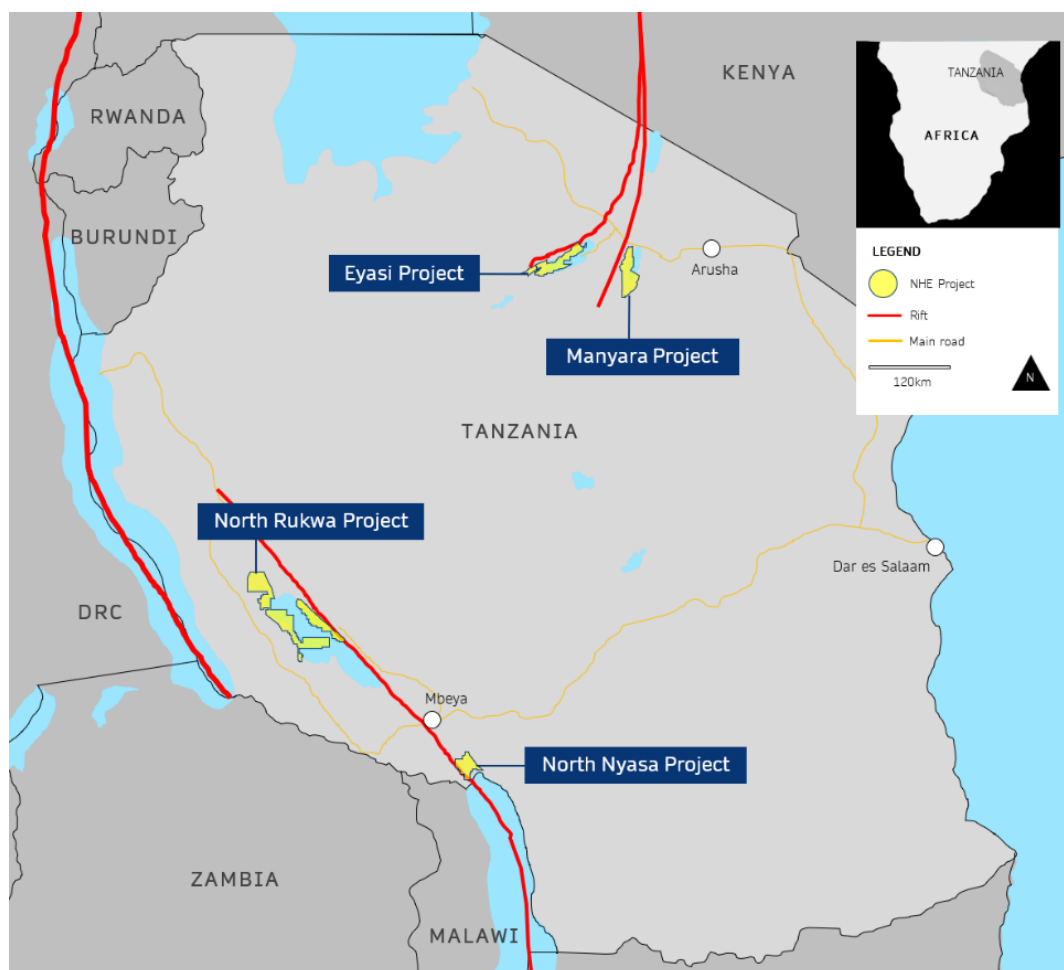 KENYA
TANZANIA
AFRICA
RWANDA
BURUNDI
LEGEND
NHE Project
Rift
Main road
120km
N
Eyasi Project
Arusha
Manyara Project
TANZANIA
North Rukwa Project
Dar es Salaam
DRC
Mbeya
North Nyasa Project
ZAMBIA
MALAWI